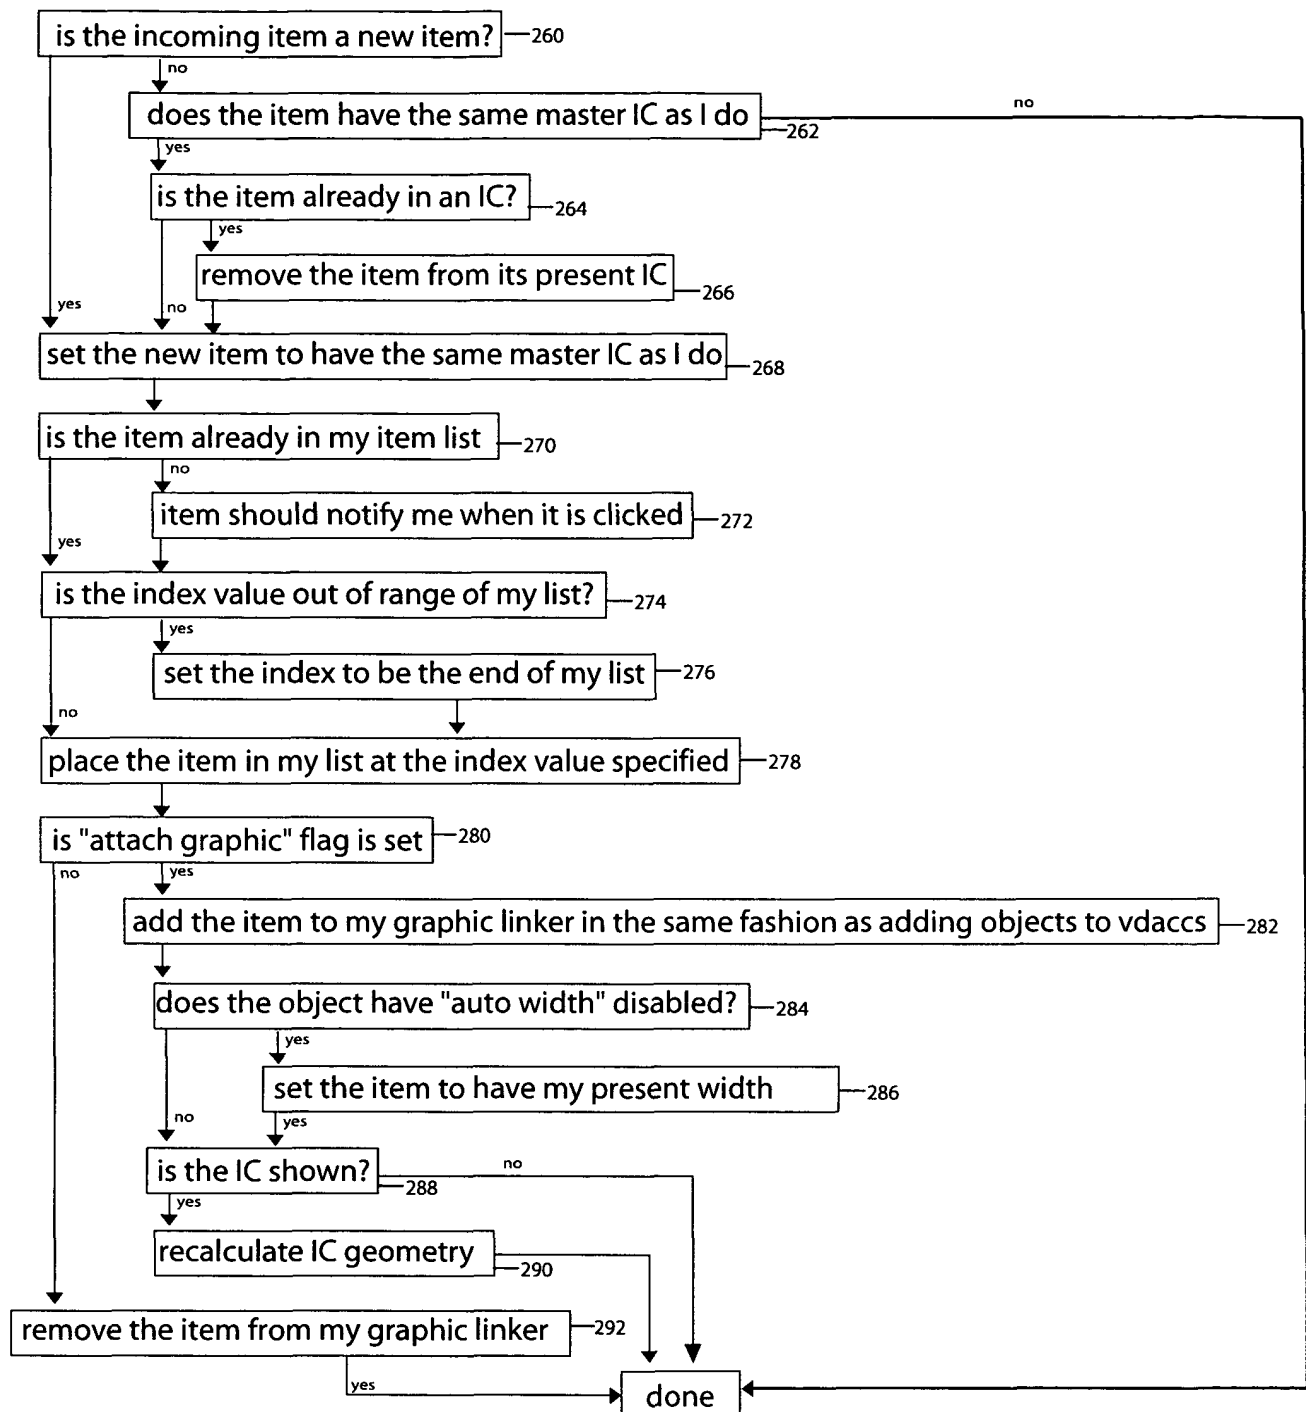 is the incoming item a new item? 260
no
does the item have the same master IC as I do 262
no
yes
is the item already in an IC? 264
yes
remove the item from its present IC 266
yes
no
set the new item to have the same master IC as I do 268
is the item already in my item list 270
no
item should notify me when it is clicked 272
yes
is the index value out of range of my list? 274
yes
set the index to be the end of my list 276
no
place the item in my list at the index value specified 278
is "attach graphic" flag is set 280
no
yes
add the item to my graphic linker in the same fashion as adding objects to vdaccs 282
does the object have "auto width" disabled? 284
yes
set the item to have my present width 286
no
yes
is the IC shown? 288
no
yes
recalculate IC geometry 290
remove the item from my graphic linker 292
yes
done